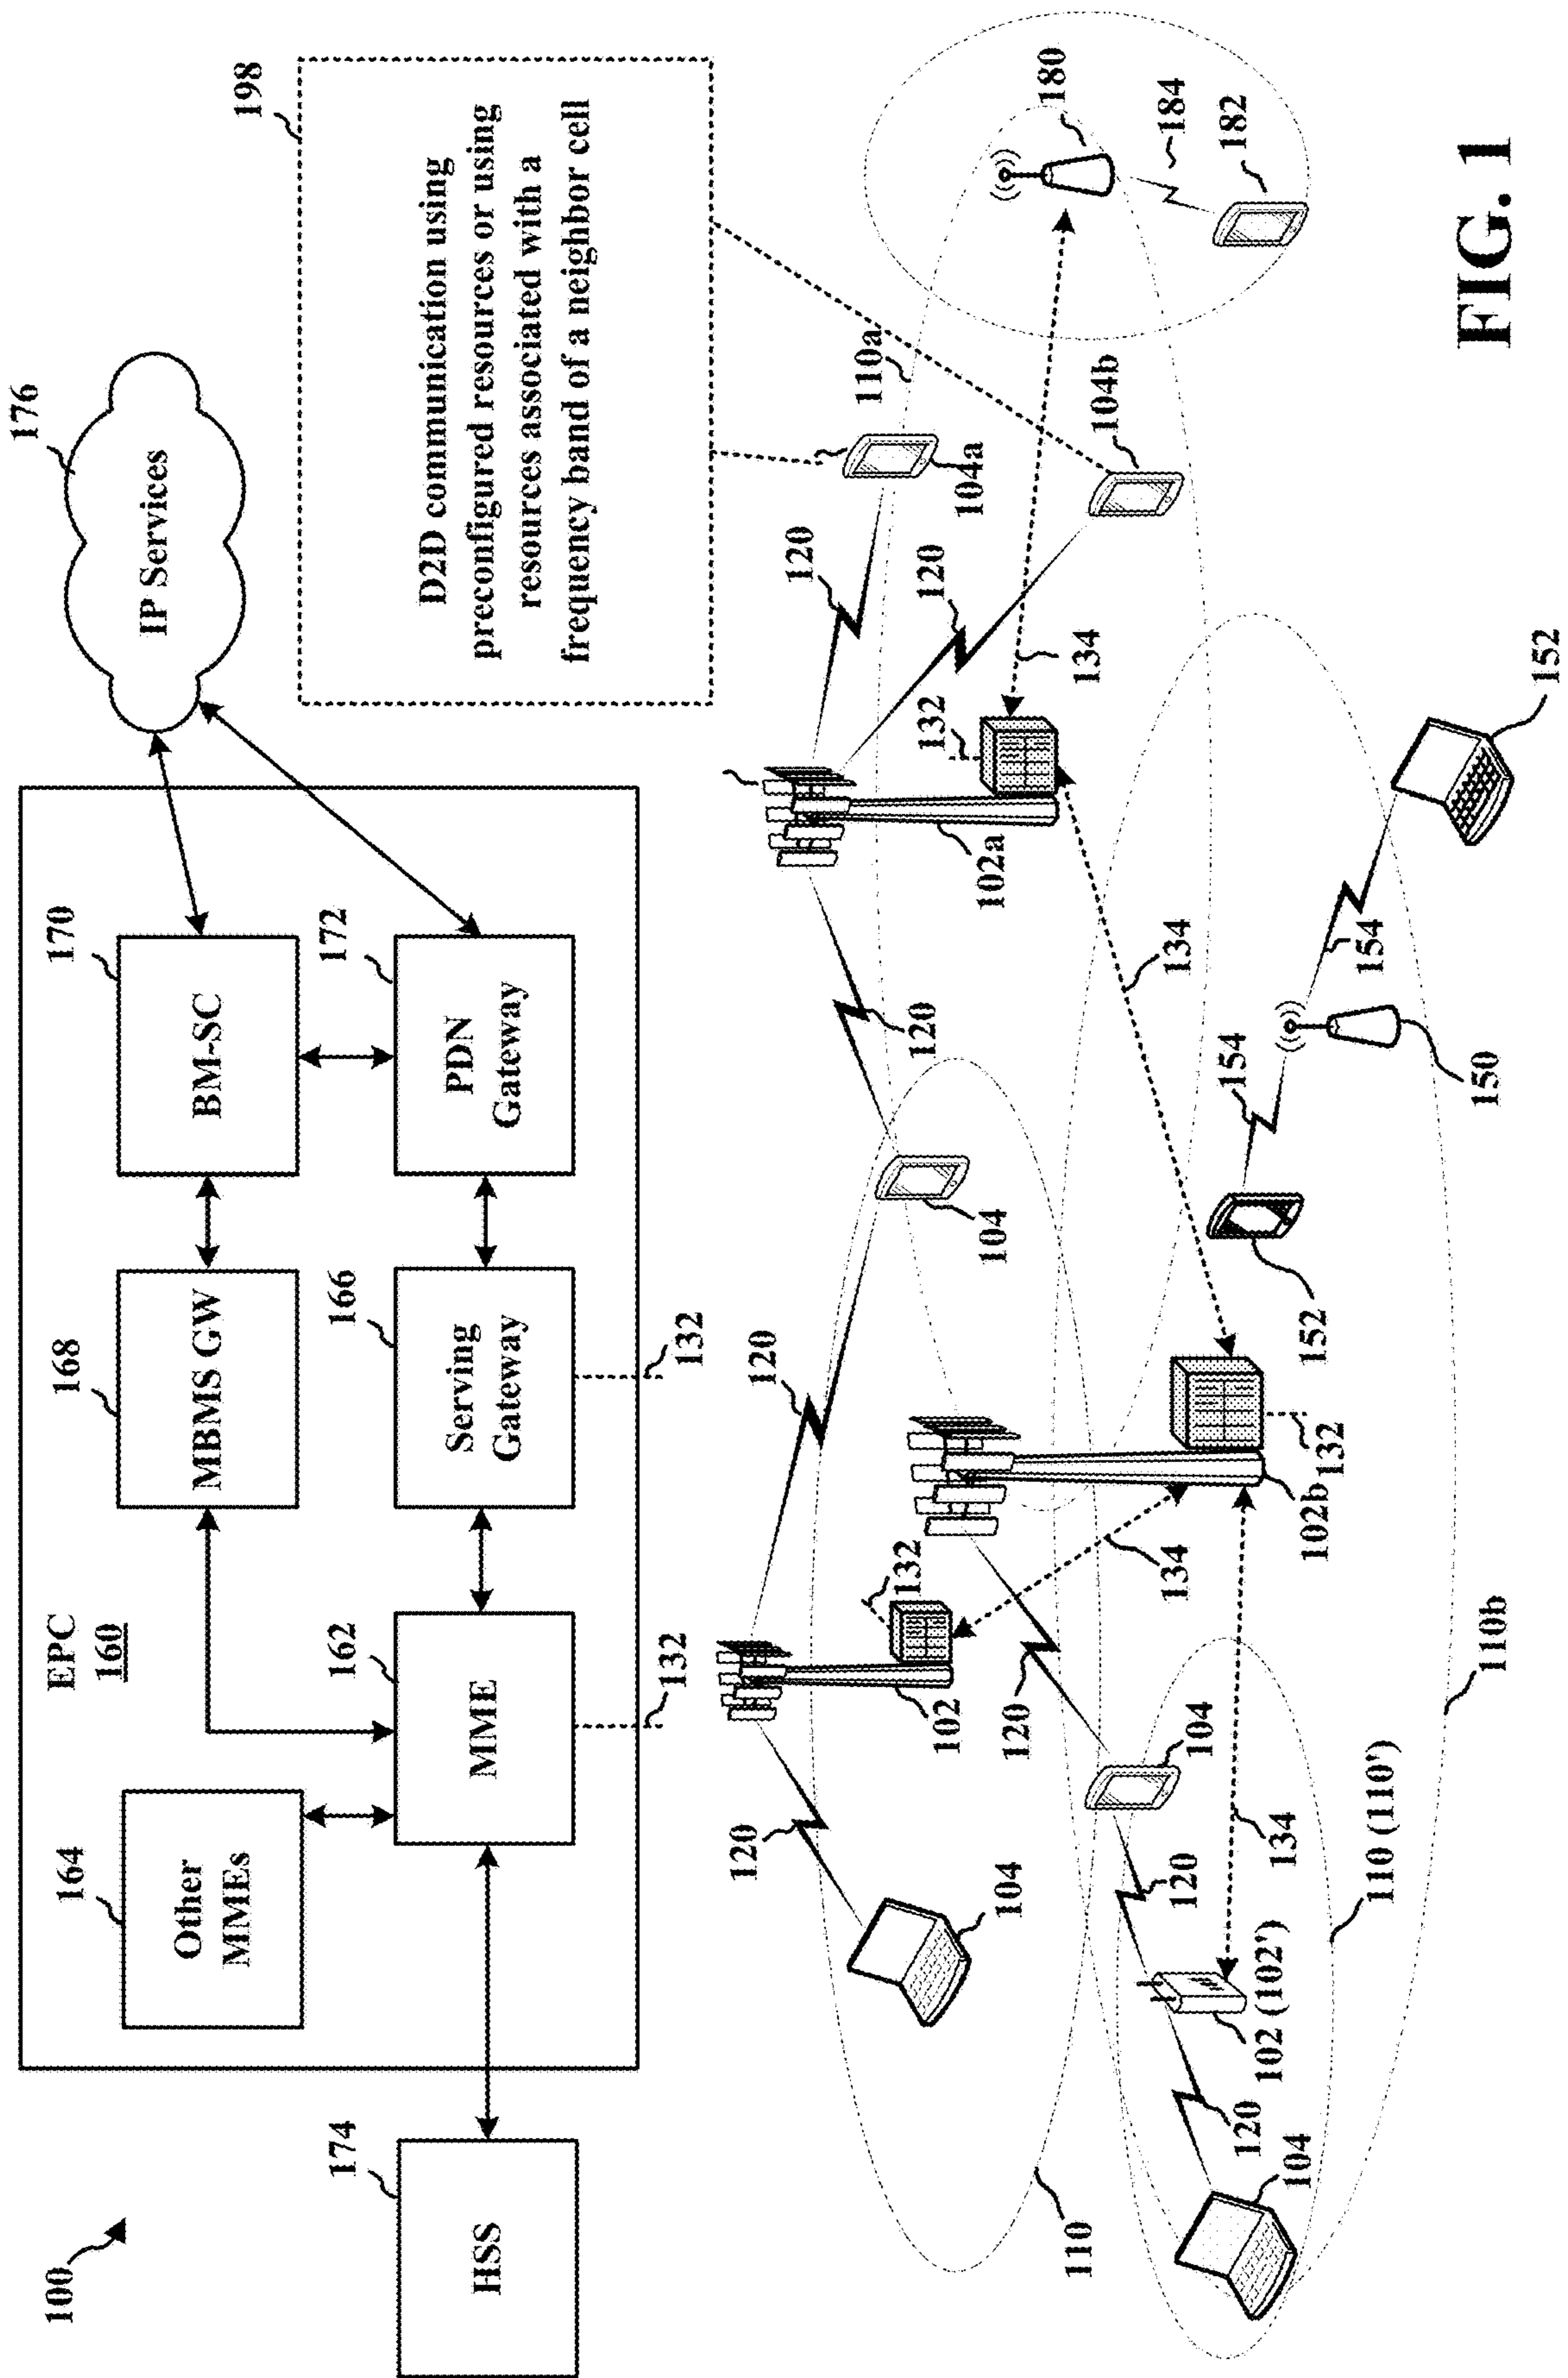 100
174
HSS
EPC
160
164
Other
MMEs
162
MME
132
168
MBMS GW
166
Serving
Gateway
132
170
BM-SC
172
PDN
Gateway
176
IP Services
198
D2D communication using
preconfigured resources or using
resources associated with a
frequency band of a neighbor cell
110
104
120
102
132
120
104
120
102a
132
120
120
134
104a
110a
104b
180
184
182
104
120
102 (102')
120
110 (110')
104
120
134
134
102b
132
110b
152
154
150
154
152
134
FIG. 1